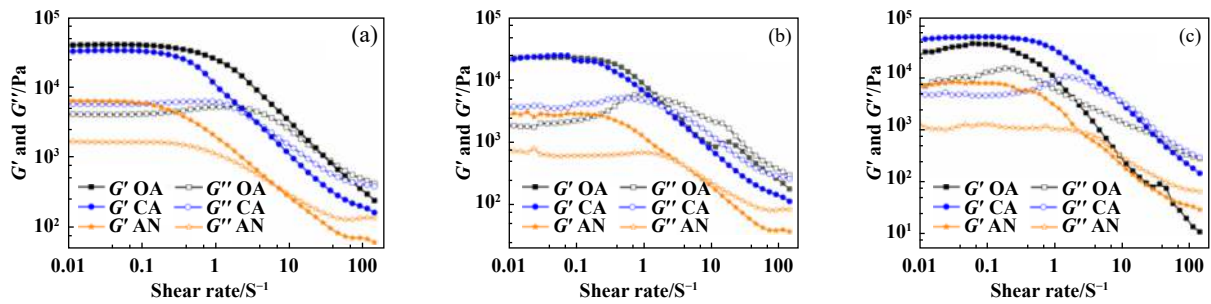 (a)
G′ and G″/Pa
10⁵
10⁴
10³
10²
G′ OA G″ OA
G′ CA G″ CA
G′ AN G″ AN
0.01 0.1 1 10 100
Shear rate/S⁻¹
(b)
G′ and G″/Pa
10⁵
10⁴
10³
10²
G′ OA G″ OA
G′ CA G″ CA
G′ AN G″ AN
0.01 0.1 1 10 100
Shear rate/S⁻¹
(c)
G′ and G″/Pa
10⁵
10⁴
10³
10²
10¹
G′ OA G″ OA
G′ CA G″ CA
G′ AN G″ AN
0.01 0.1 1 10 100
Shear rate/S⁻¹